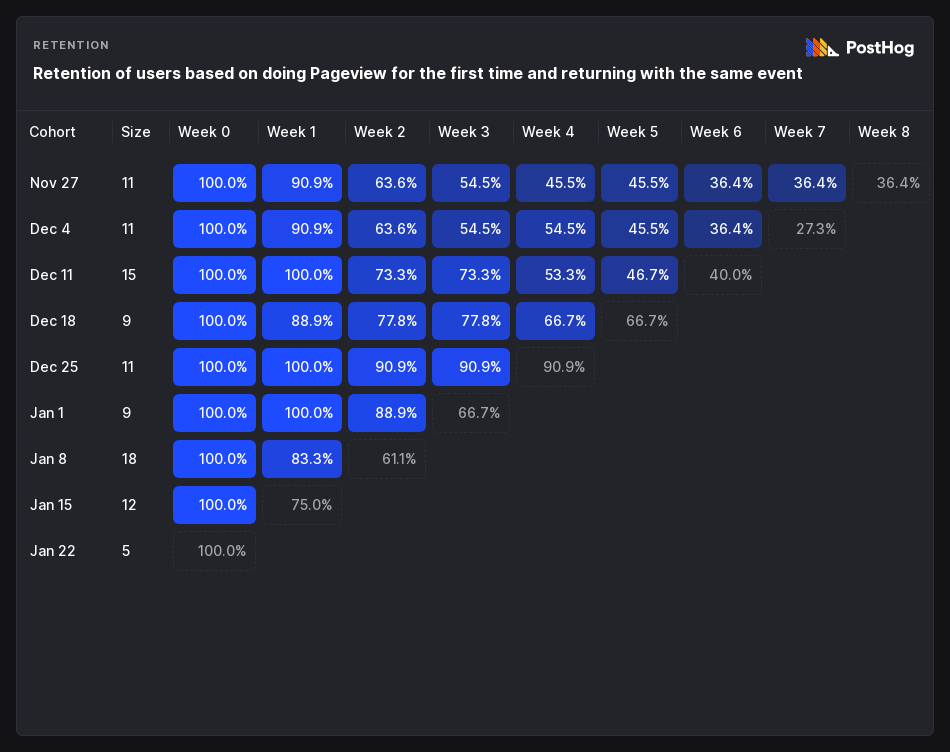 RETENTION
PostHog
Retention of users based on doing Pageview for the first time and returning with the same event
Cohort Size Week 0 Week 1 Week 2 Week 3 Week 4 Week 5 Week 6 Week 7 Week 8
Nov 27 11 100.0% 90.9% 63.6% 54.5% 45.5% 45.5% 36.4% 36.4% 36.4%
Dec 4 11 100.0% 90.9% 63.6% 54.5% 54.5% 45.5% 36.4% 27.3%
Dec 11 15 100.0% 100.0% 73.3% 73.3% 53.3% 46.7% 40.0%
Dec 18 9 100.0% 88.9% 77.8% 77.8% 66.7% 66.7%
Dec 25 11 100.0% 100.0% 90.9% 90.9% 90.9%
Jan 1 9 100.0% 100.0% 88.9% 66.7%
Jan 8 18 100.0% 83.3% 61.1%
Jan 15 12 100.0% 75.0%
Jan 22 5 100.0%